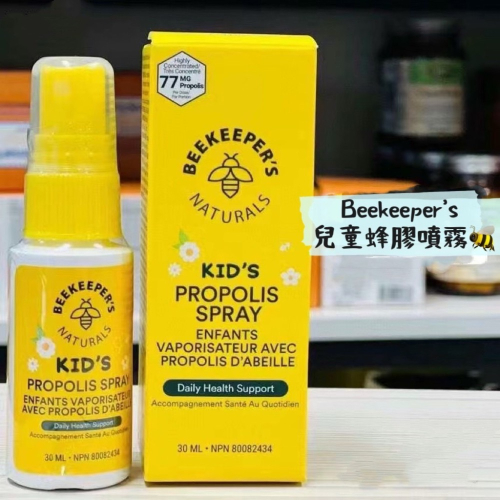 BEEKEEPER'S
NATURALS
KID'S
PROPOLIS SPRAY
ENFANTS VAPORISATEUR
AVEC PROPOLIS D'ABEILLE
Daily Health Support
Accompagnement Santé Au Quotidien
30 ML • NPN 80082434
Highly
Concentrated/
Très Concentré
77 MG
Propolis
BEEKEEPER'S
NATURALS
KID'S
PROPOLIS
SPRAY
ENFANTS
VAPORISATEUR AVEC
PROPOLIS D'ABEILLE
Daily Health Support
Accompagnement Santé Au Quotidien
30 ML • NPN 80082434
Beekeeper's
兒童蜂膠噴霧